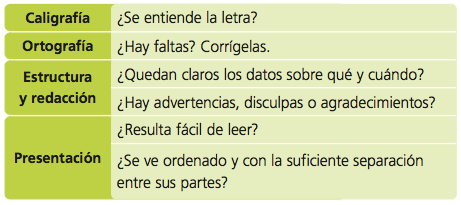 Caligrafía
¿Se entiende la letra?
Ortografía
¿Hay faltas? Corrígelas.
Estructura
y redacción
¿Quedan claros los datos sobre qué y cuándo?
¿Hay advertencias, disculpas o agradecimientos?
Presentación
¿Resulta fácil de leer?
¿Se ve ordenado y con la suficiente separación
entre sus partes?